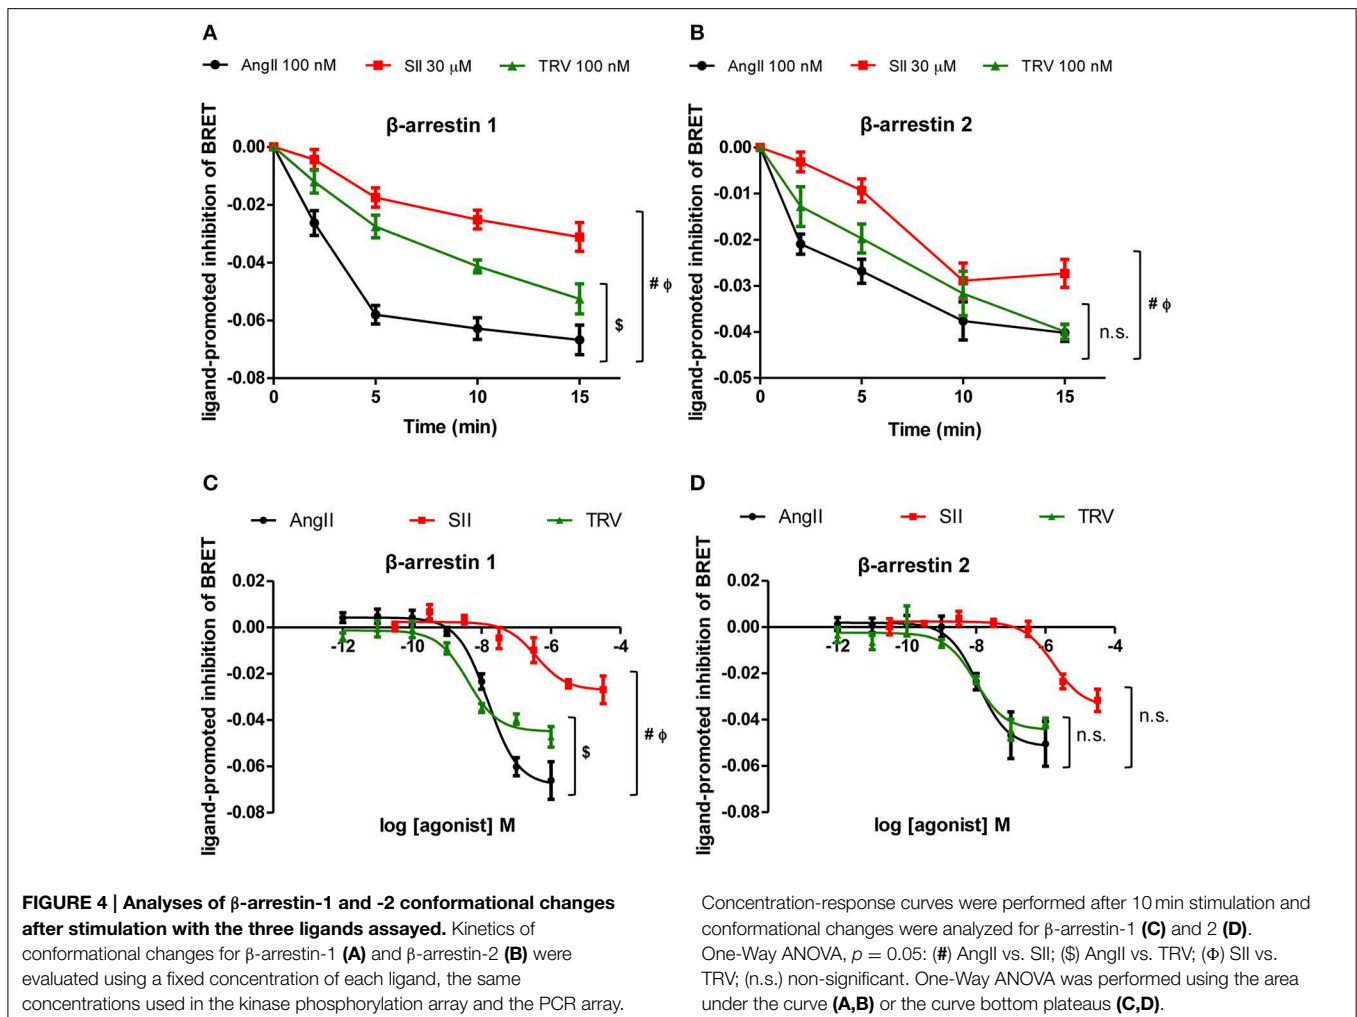 A
AngII 100 nM SII 30 μM TRV 100 nM
β-arrestin 1
ligand-promoted inhibition of BRET
0.00
-0.02
-0.04
-0.06
-0.08
0 5 10 15
Time (min)
$
# ϕ
B
AngII 100 nM SII 30 μM TRV 100 nM
β-arrestin 2
ligand-promoted inhibition of BRET
0.00
-0.01
-0.02
-0.03
-0.04
-0.05
0 5 10 15
Time (min)
n.s.
# ϕ
C
AngII SII TRV
β-arrestin 1
ligand-promoted inhibition of BRET
0.02
0.00
-0.02
-0.04
-0.06
-0.08
-12 -10 -8 -6 -4
log [agonist] M
$
# ϕ
D
AngII SII TRV
β-arrestin 2
ligand-promoted inhibition of BRET
0.02
0.00
-0.02
-0.04
-0.06
-0.08
-12 -10 -8 -6 -4
log [agonist] M
n.s.
n.s.
FIGURE 4 | Analyses of β-arrestin-1 and -2 conformational changes
after stimulation with the three ligands assayed. Kinetics of
conformational changes for β-arrestin-1 (A) and β-arrestin-2 (B) were
evaluated using a fixed concentration of each ligand, the same
concentrations used in the kinase phosphorylation array and the PCR array.
Concentration-response curves were performed after 10 min stimulation and
conformational changes were analyzed for β-arrestin-1 (C) and 2 (D).
One-Way ANOVA, p = 0.05: (#) AngII vs. SII; ($) AngII vs. TRV; (Φ) SII vs.
TRV; (n.s.) non-significant. One-Way ANOVA was performed using the area
under the curve (A,B) or the curve bottom plateaus (C,D).